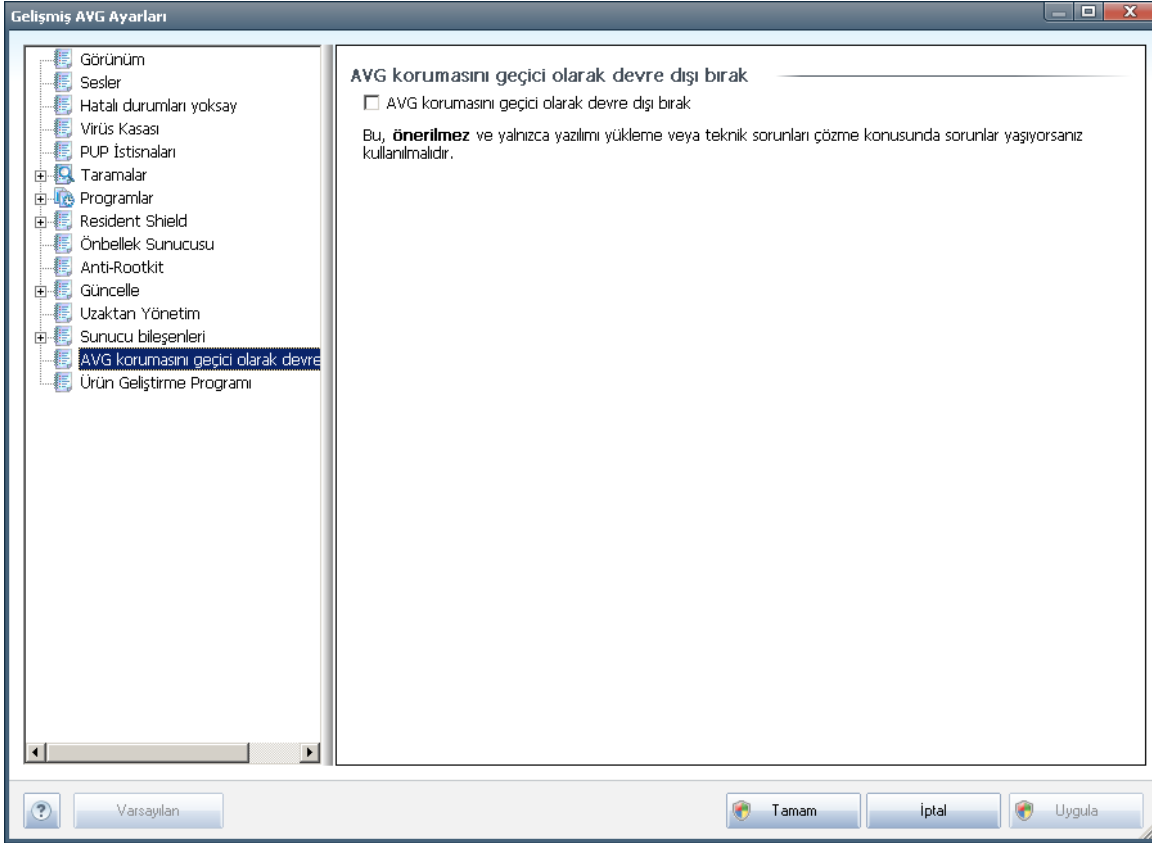 Gelişmiş AVG Ayarları
Görünüm
Sesler
Hatalı durumları yoksay
Virüs Kasası
PUP İstisnaları
Taramalar
Programlar
Resident Shield
Önbellek Sunucusu
Anti-Rootkit
Güncelle
Uzaktan Yönetim
Sunucu bileşenleri
AVG korumasını geçici olarak devre
Ürün Geliştirme Programı
AVG korumasını geçici olarak devre dışı bırak
AVG korumasını geçici olarak devre dışı bırak
Bu, önerilmez ve yalnızca yazılımı yükleme veya teknik sorunları çözme konusunda sorunlar yaşıyorsanız
kullanılmalıdır.
Varsayılan
Tamam
İptal
Uygula